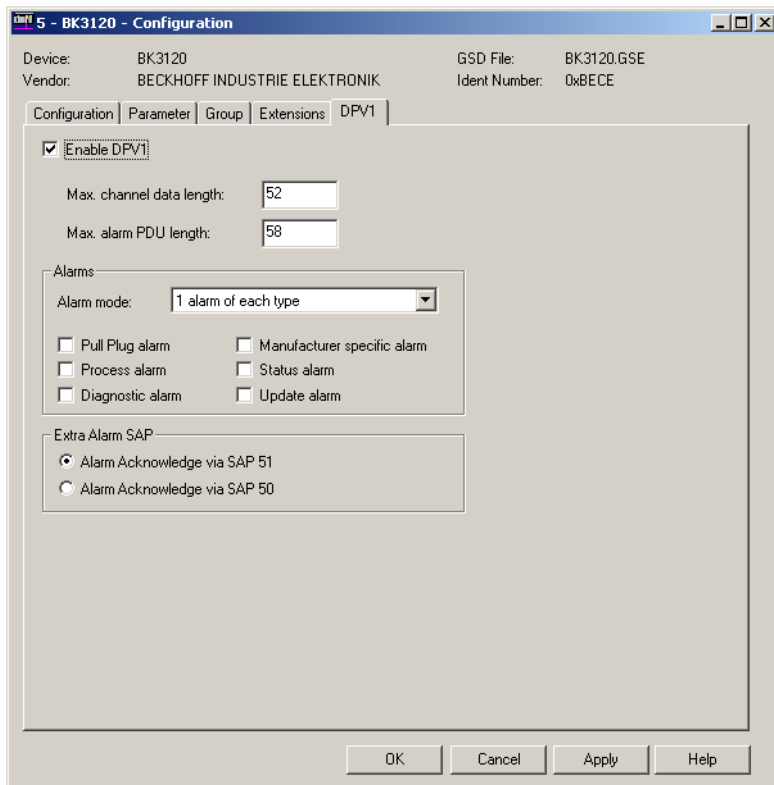 5 - BK3120 - Configuration
Device: BK3120 GSD File: BK3120.GSE
Vendor: BECKHOFF INDUSTRIE ELEKTRONIK Ident Number: 0xBECE
Configuration Parameter Group Extensions DPV1
Enable DPV1
Max. channel data length: 52
Max. alarm PDU length: 58
Alarms
Alarm mode: 1 alarm of each type
Pull Plug alarm Manufacturer specific alarm
Process alarm Status alarm
Diagnostic alarm Update alarm
Extra Alarm SAP
Alarm Acknowledge via SAP 51
Alarm Acknowledge via SAP 50
OK Cancel Apply Help